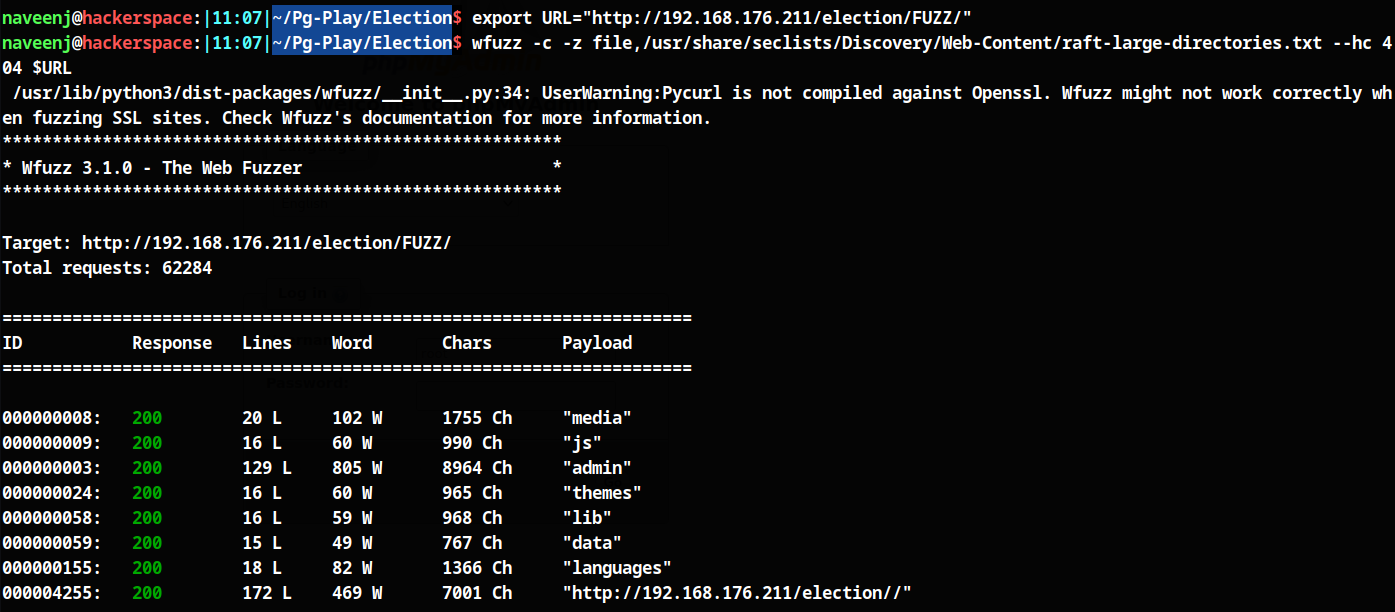 naveenj@hackerspace:|11:07|~/Pg-Play/Election$ export URL="http://192.168.176.211/election/FUZZ/"
naveenj@hackerspace:|11:07|~/Pg-Play/Election$ wfuzz -c -z file,/usr/share/seclists/Discovery/Web-Content/raft-large-directories.txt --hc 4
04 $URL
 /usr/lib/python3/dist-packages/wfuzz/__init__.py:34: UserWarning:Pycurl is not compiled against Openssl. Wfuzz might not work correctly wh
en fuzzing SSL sites. Check Wfuzz's documentation for more information.
********************************************************
* Wfuzz 3.1.0 - The Web Fuzzer                         *
********************************************************
Target: http://192.168.176.211/election/FUZZ/
Total requests: 62284
=====================================================================
ID           Response   Lines    Word       Chars       Payload
=====================================================================
000000008:   200        20 L     102 W      1755 Ch     "media"
000000009:   200        16 L     60 W       990 Ch      "js"
000000003:   200        129 L    805 W      8964 Ch     "admin"
000000024:   200        16 L     60 W       965 Ch      "themes"
000000058:   200        16 L     59 W       968 Ch      "lib"
000000059:   200        15 L     49 W       767 Ch      "data"
000000155:   200        18 L     82 W       1366 Ch     "languages"
000004255:   200        172 L    469 W      7001 Ch     "http://192.168.176.211/election//"